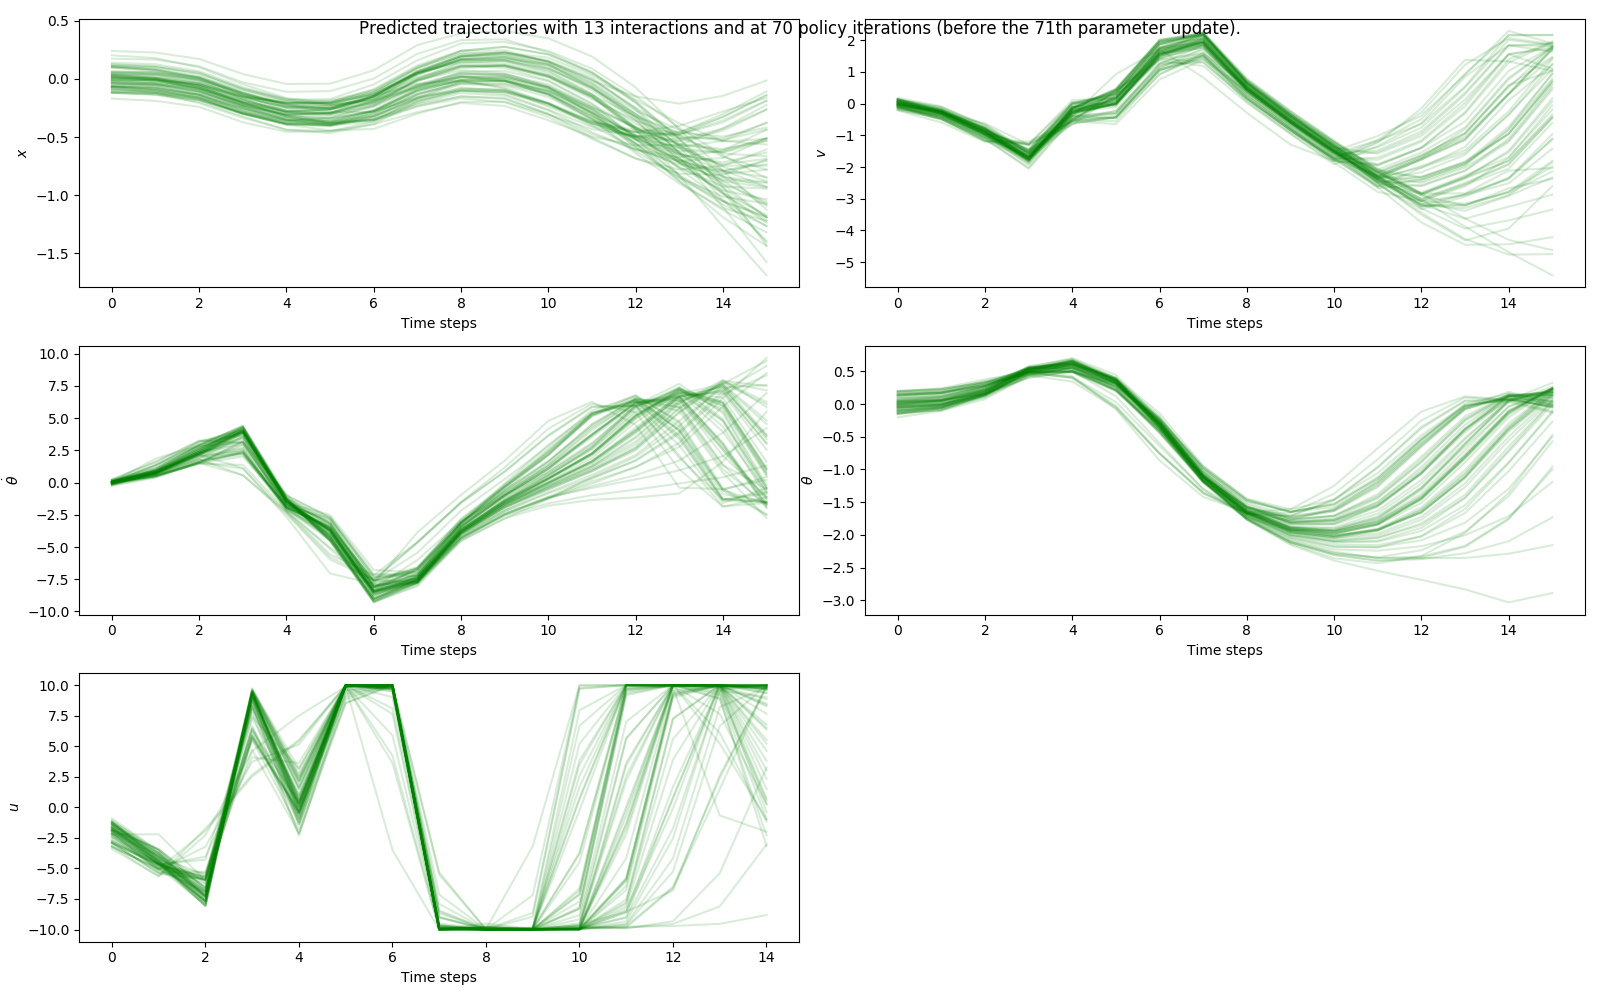 Predicted trajectories with 13 interactions and at 70 policy iterations (before the 71th parameter update).
0.5
0.0
−0.5
−1.0
−1.5
x
0 2 4 6 8 10 12 14
Time steps
2
1
0
−1
−2
−3
−4
−5
v
0 2 4 6 8 10 12 14
Time steps
10.0
7.5
5.0
2.5
0.0
−2.5
−5.0
−7.5
−10.0
θ̇
0 2 4 6 8 10 12 14
Time steps
0.5
0.0
−0.5
−1.0
−1.5
−2.0
−2.5
−3.0
θ
0 2 4 6 8 10 12 14
Time steps
10.0
7.5
5.0
2.5
0.0
−2.5
−5.0
−7.5
−10.0
u
0 2 4 6 8 10 12 14
Time steps